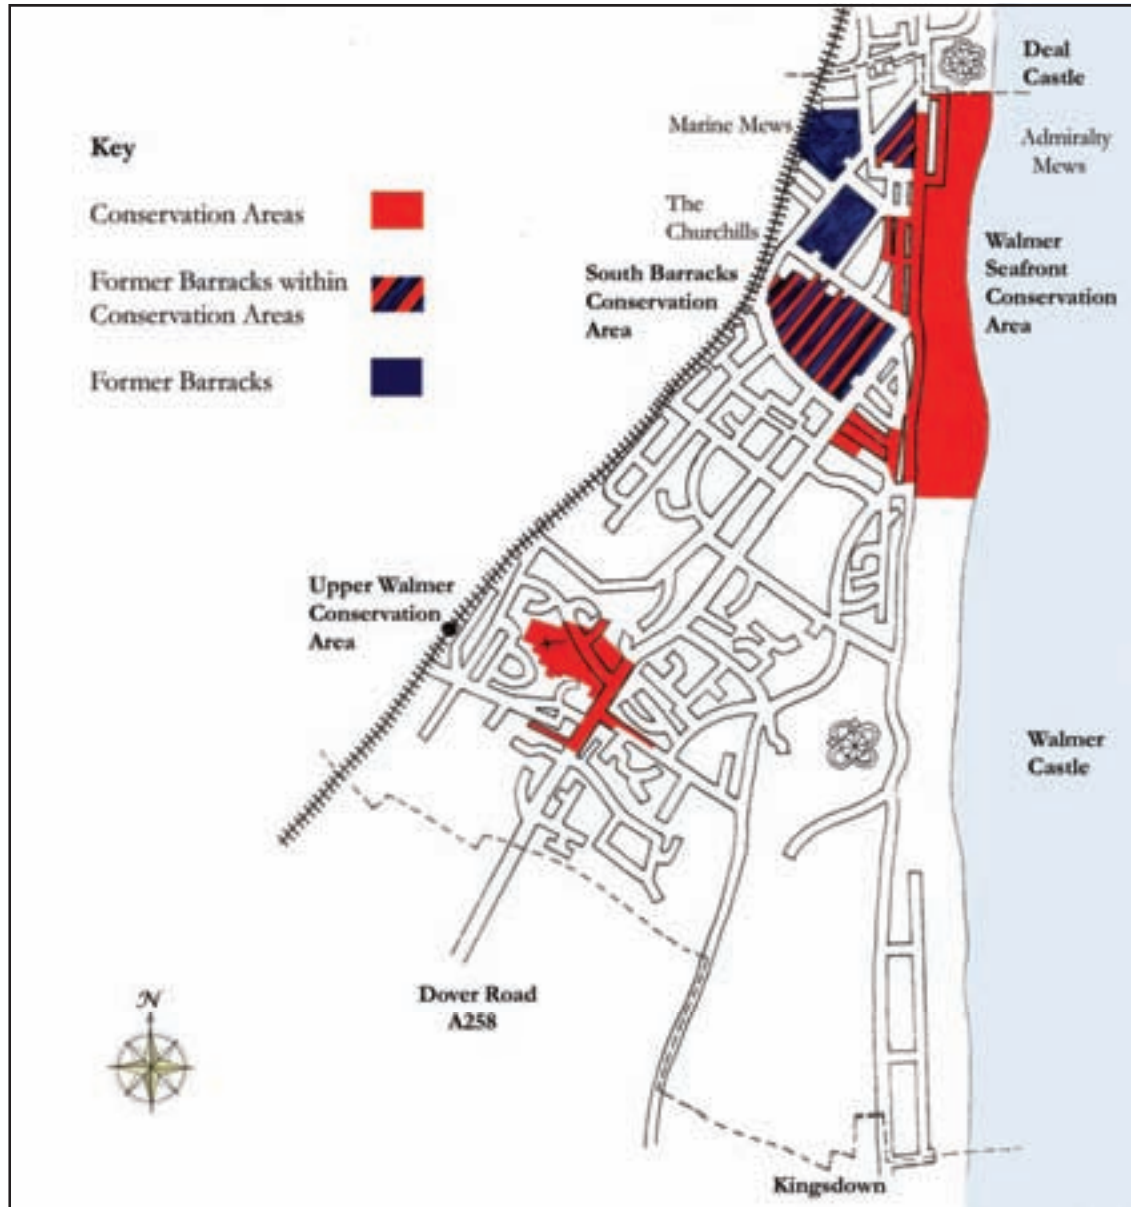 Deal
Castle
Marine Mews
Admiralty
Mews
Key
Conservation Areas
The
Churchills
Walmer
Seafront
Conservation
Area
South Barracks
Conservation
Area
Former Barracks within
Conservation Areas
Former Barracks
Upper Walmer
Conservation
Area
Walmer
Castle
Dover Road
A258
N
Kingsdown